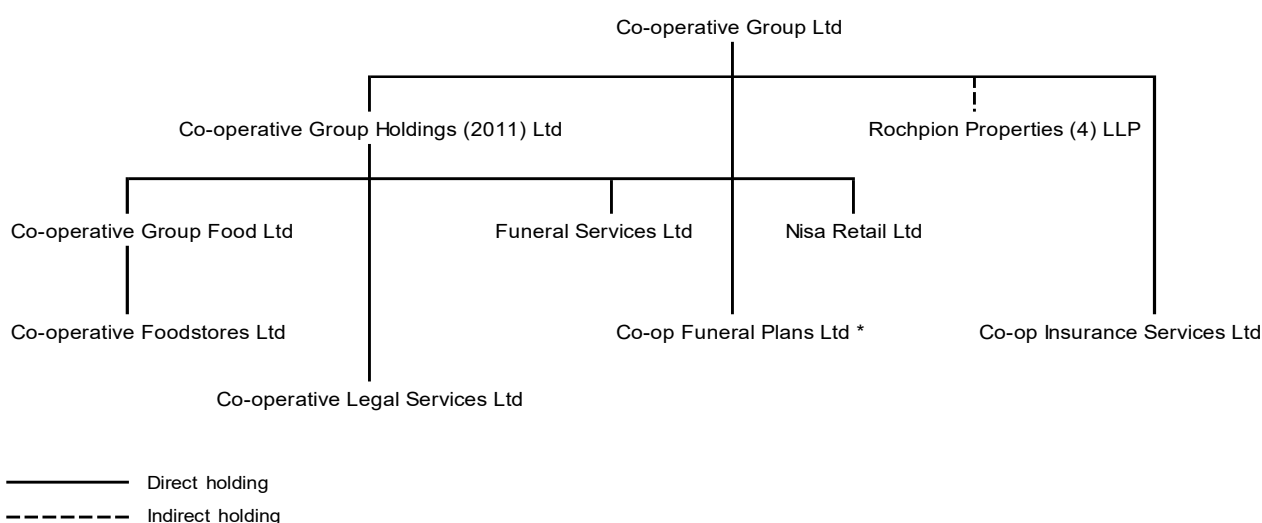 Co-operative Group Ltd
Co-operative Group Holdings (2011) Ltd
Rochpion Properties (4) LLP
Co-operative Group Food Ltd
Funeral Services Ltd
Nisa Retail Ltd
Co-operative Foodstores Ltd
Co-op Funeral Plans Ltd *
Co-op Insurance Services Ltd
Co-operative Legal Services Ltd
Direct holding
Indirect holding